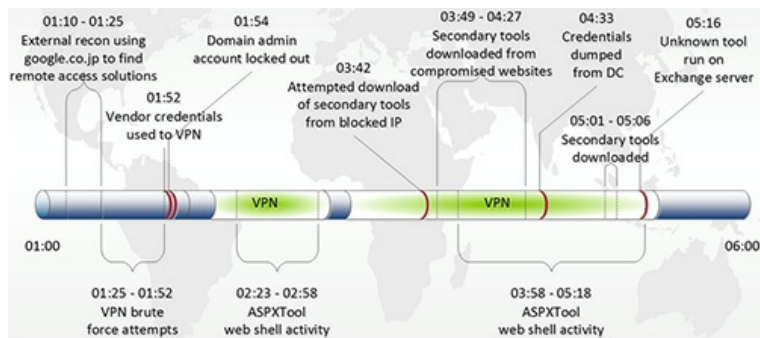 01:10 - 01:25
External recon using
google.co.jp to find
remote access solutions
01:52
Vendor credentials
used to VPN
01:54
Domain admin
account locked out
03:42
Attempted download
of secondary tools
from blocked IP
03:49 - 04:27
Secondary tools
downloaded from
compromised websites
04:33
Credentials
dumped
from DC
05:01 - 05:06
Secondary tools
downloaded
05:16
Unknown tool
run on
Exchange server
VPN
VPN
01:00
06:00
01:25 - 01:52
VPN brute
force attempts
02:23 - 02:58
ASPXTool
web shell activity
03:58 - 05:18
ASPXTool
web shell activity